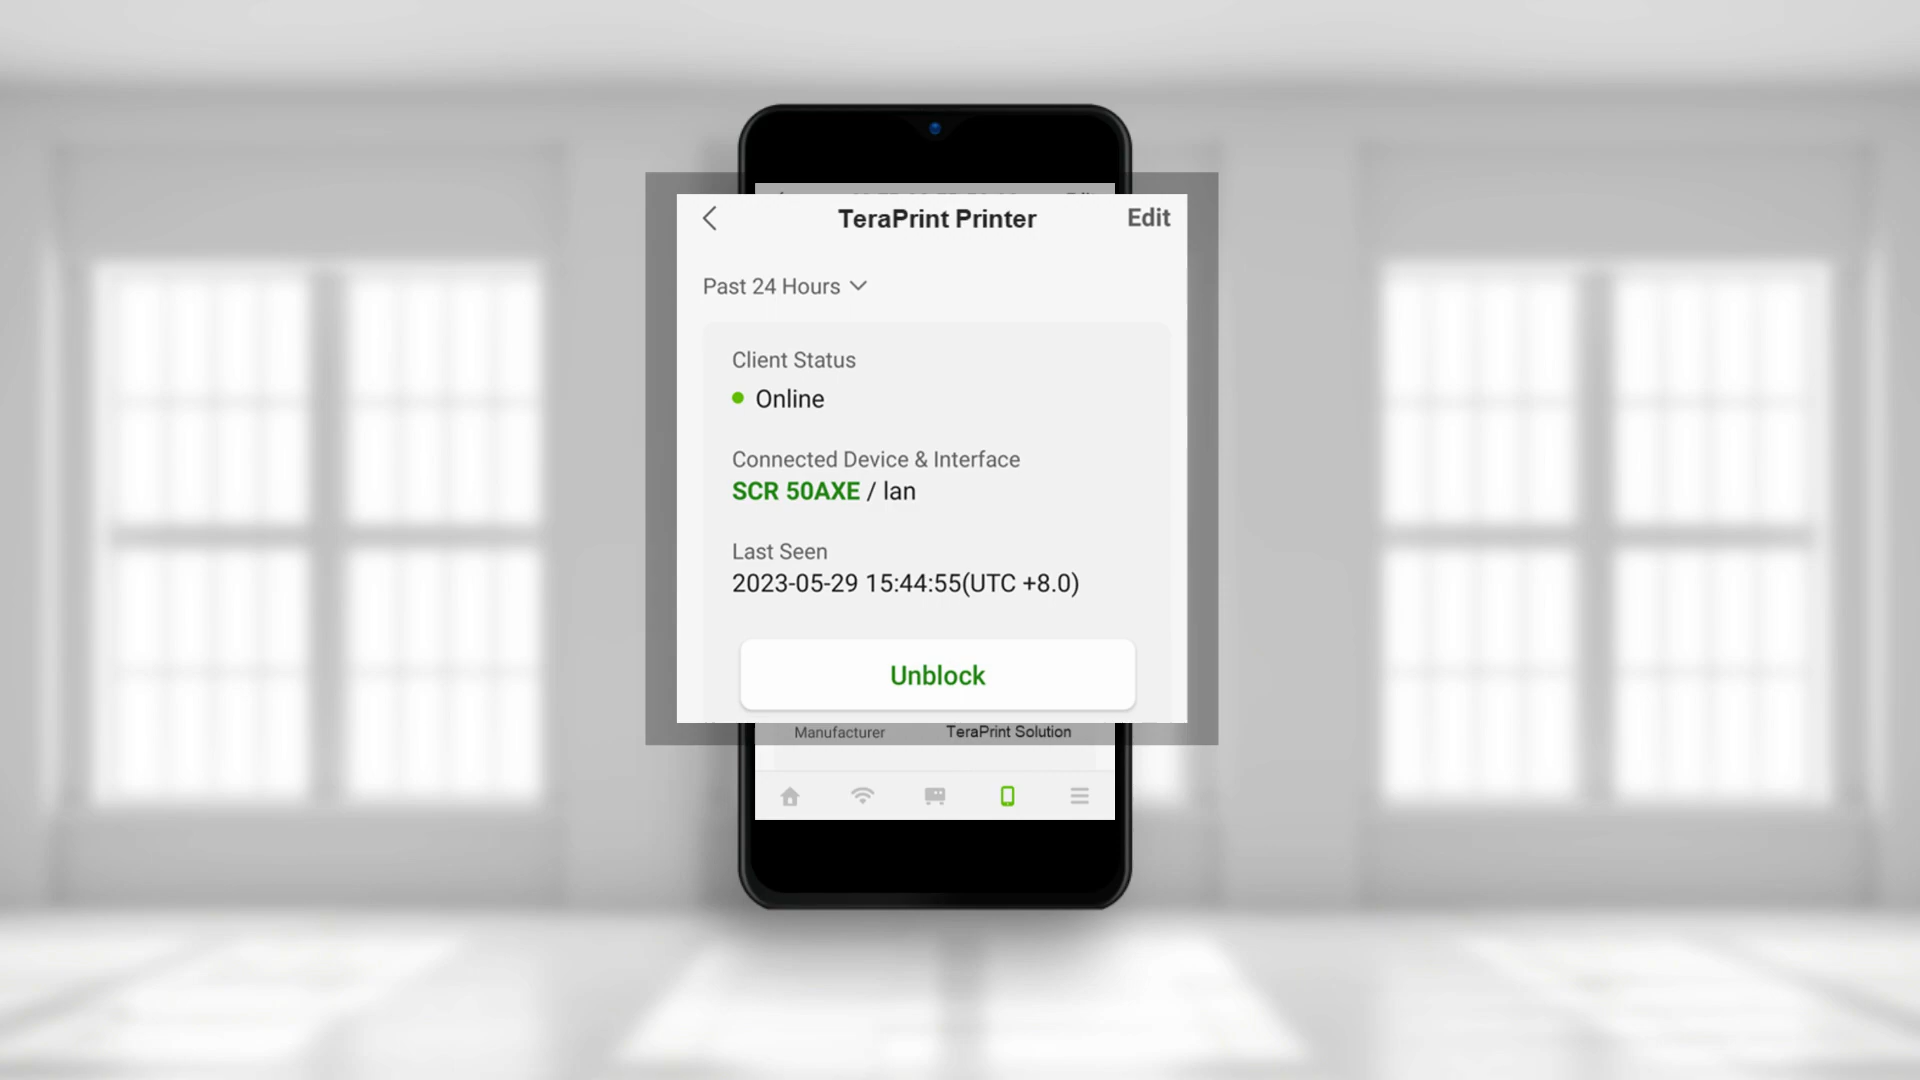 TeraPrint Printer
Edit
Past 24 Hours
Client Status
Online
Connected Device & Interface
SCR 50AXE / lan
Last Seen
2023-05-29 15:44:55(UTC +8.0)
Unblock
Manufacturer TeraPrint Solution